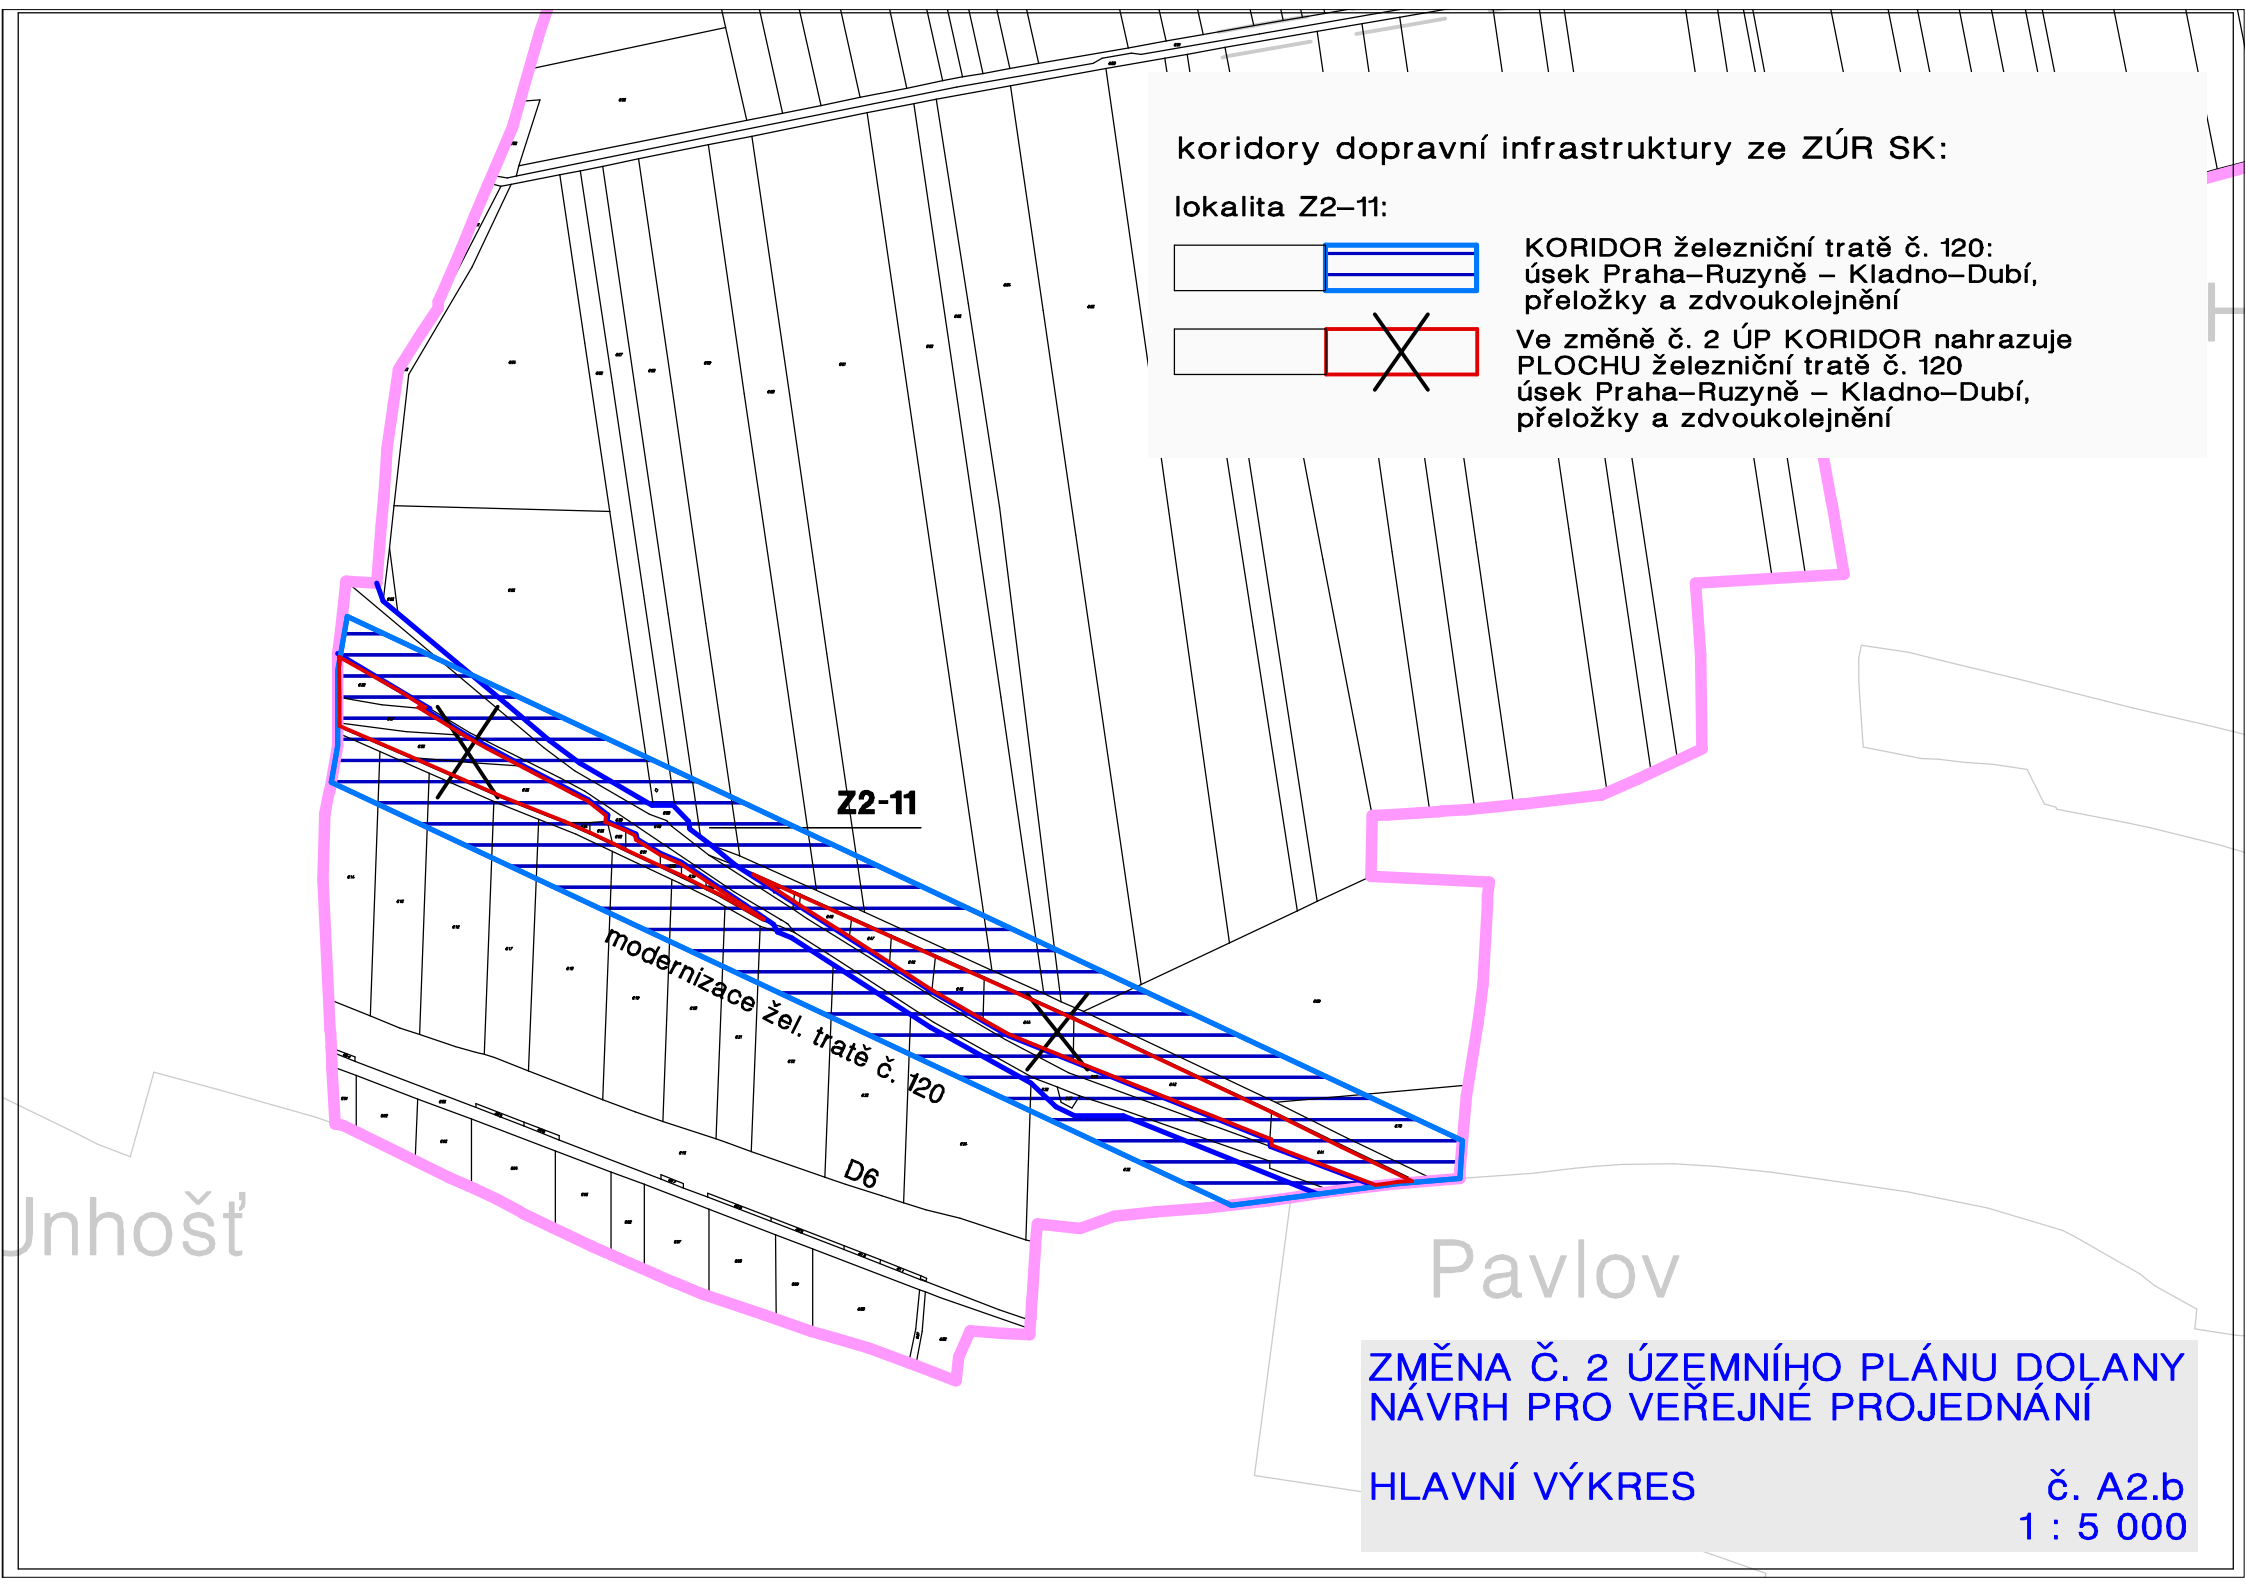 koridory dopravní infrastruktury ze ZÚR SK:
lokalita Z2–11:
KORIDOR železniční tratě č. 120:
úsek Praha–Ruzyně – Kladno–Dubí,
přeložky a zdvoukolejnění
Ve změně č. 2 ÚP KORIDOR nahrazuje
PLOCHU železniční tratě č. 120
úsek Praha–Ruzyně – Kladno–Dubí,
přeložky a zdvoukolejnění
Z2-11
modernizace žel. tratě č. 120
D6
Unhošť
Pavlov
H
ZMĚNA Č. 2 ÚZEMNÍHO PLÁNU DOLANY
NÁVRH PRO VEŘEJNÉ PROJEDNÁNÍ
HLAVNÍ VÝKRES č. A2.b
1 : 5 000